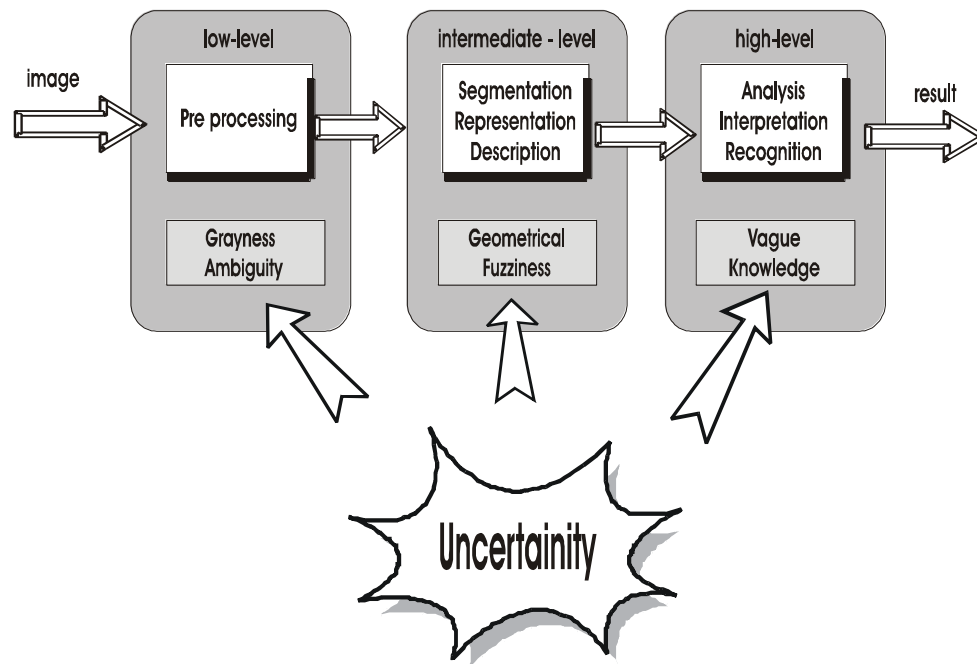 low-level
intermediate - level
high-level
image
Pre processing
Segmentation
Representation
Description
Analysis
Interpretation
Recognition
result
Grayness
Ambiguity
Geometrical
Fuzziness
Vague
Knowledge
Uncertainity